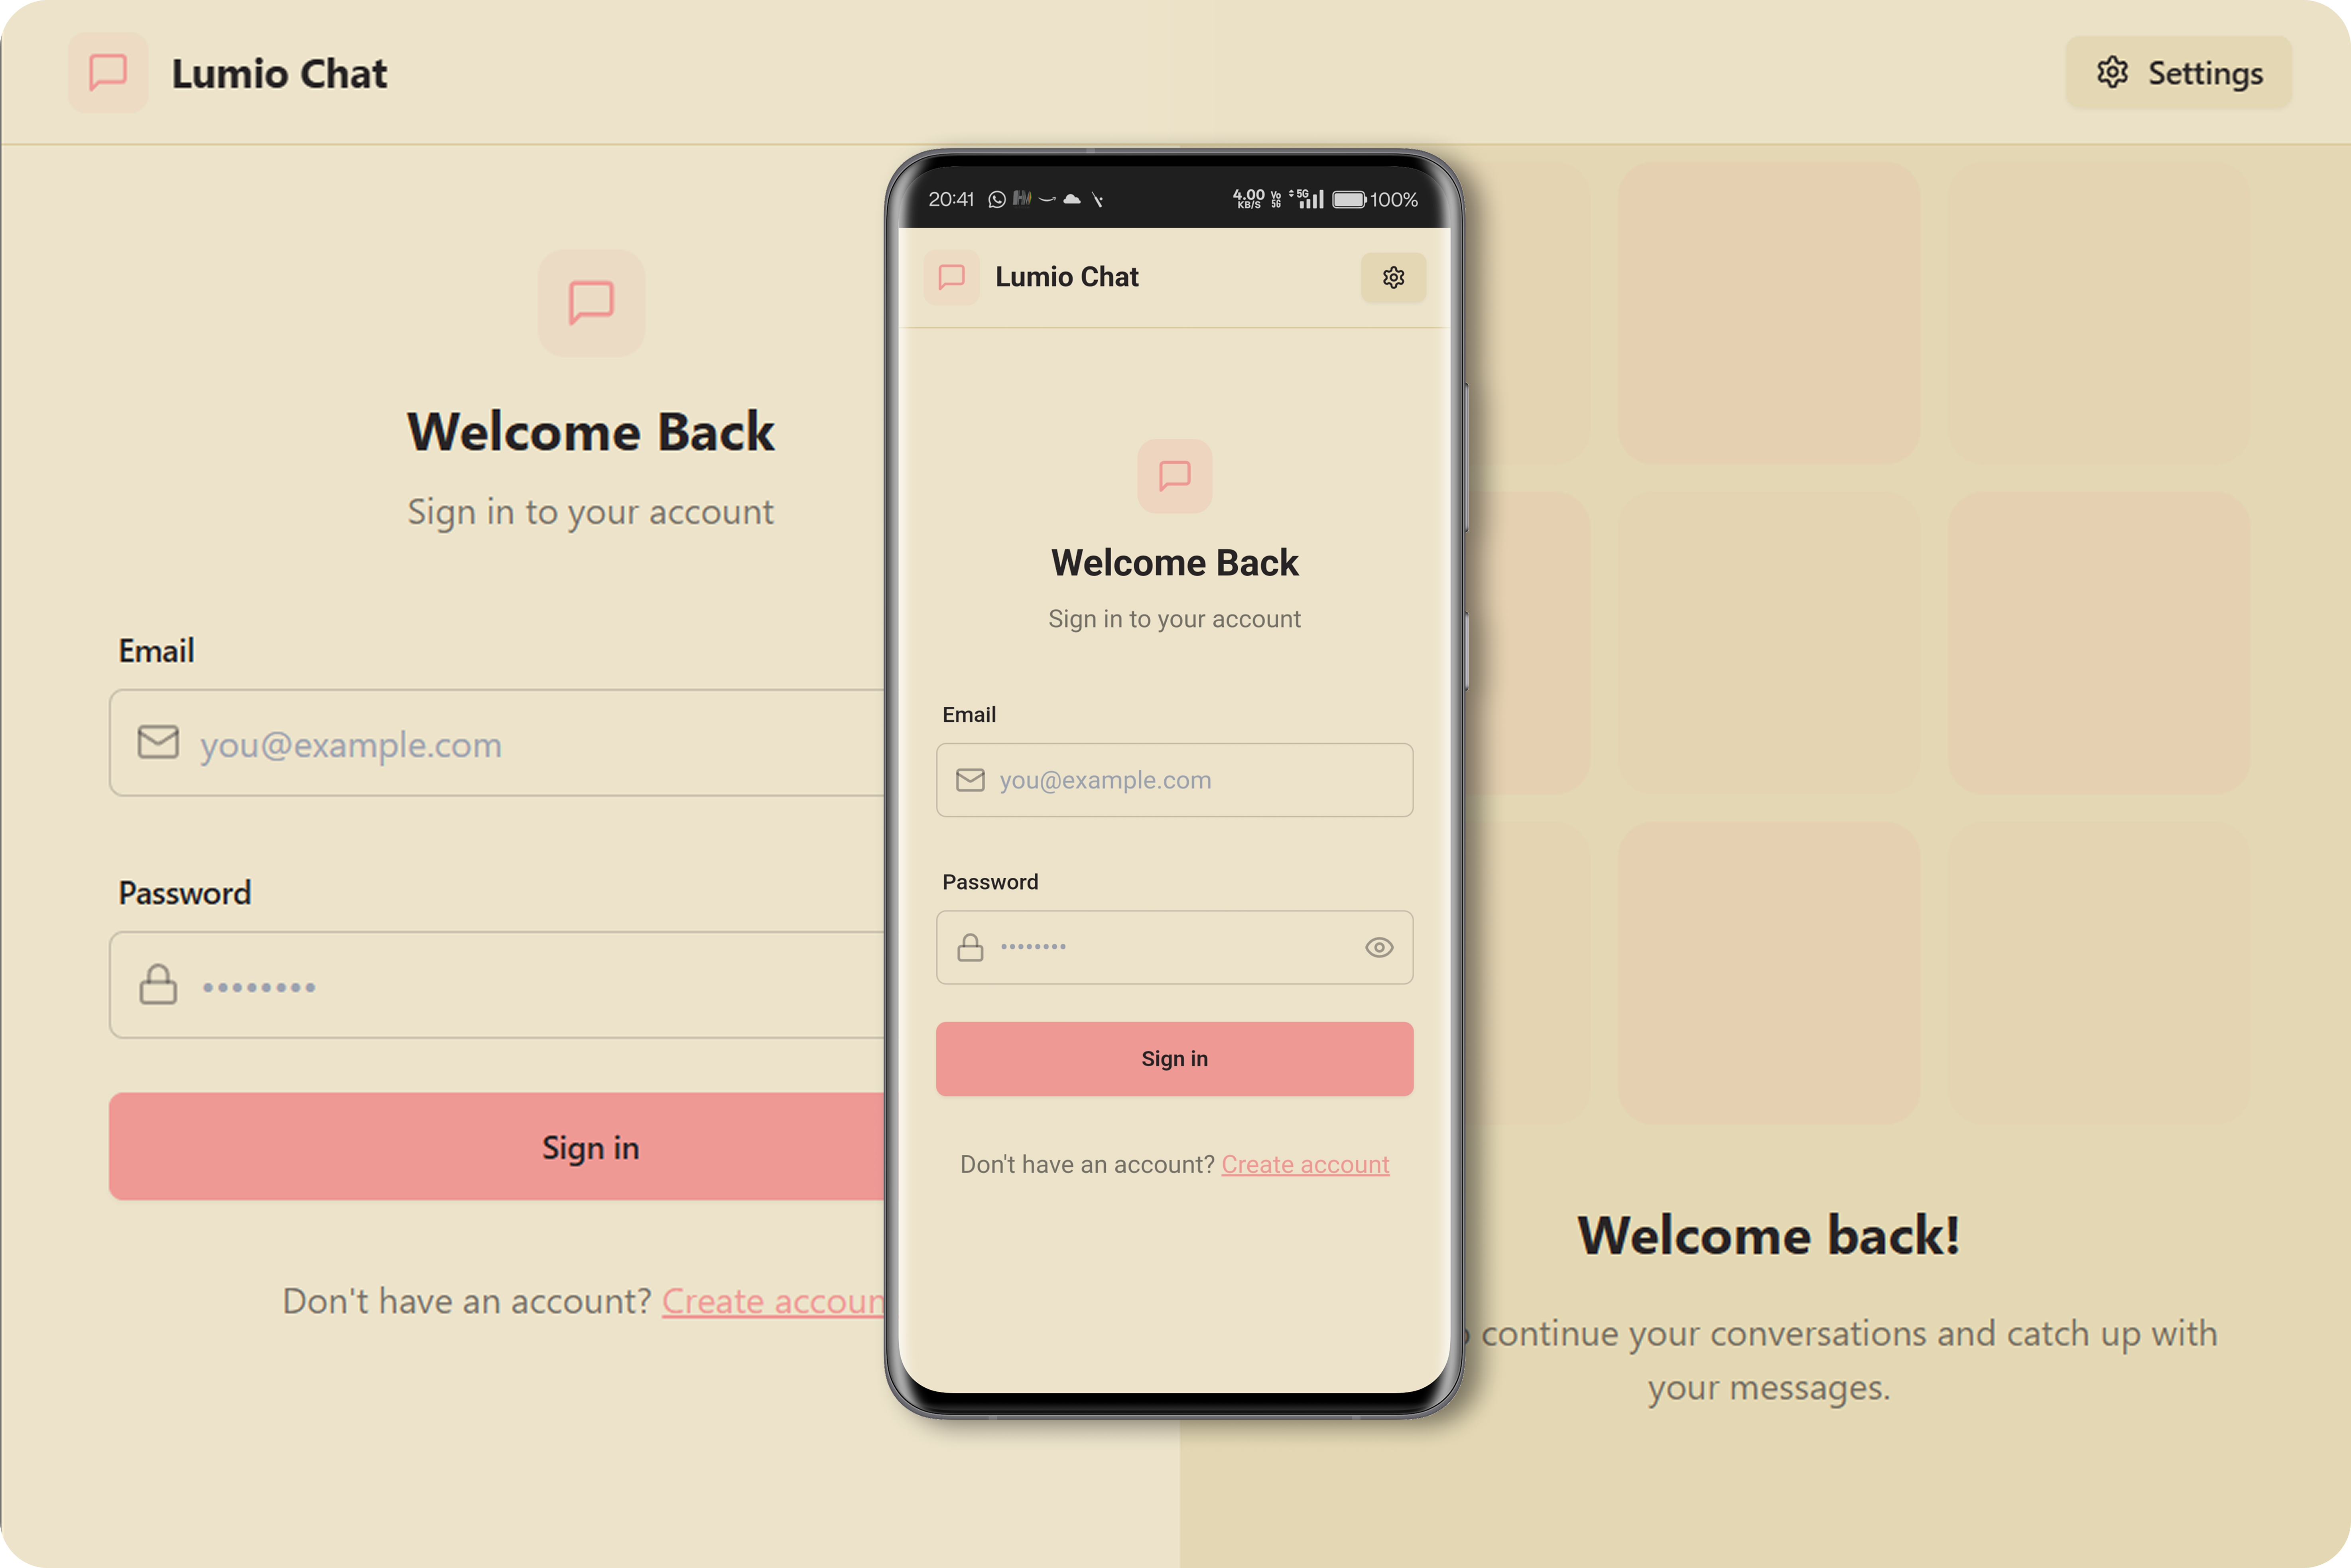 Lumio Chat
Settings
Welcome Back
Sign in to your account
Email
you@example.com
Password
••••••••
Sign in
Don't have an account? Create accoun
20:41
4.00 KB/S Vo 5G 5G 100%
Lumio Chat
Welcome Back
Sign in to your account
Email
you@example.com
Password
••••••••
Sign in
Don't have an account? Create account
Welcome back!
continue your conversations and catch up with
your messages.